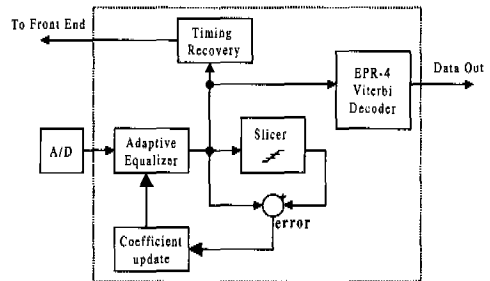 To Front End
Timing
Recovery
EPR-4
Viterbi
Decoder
Data Out
A/D
Adaptive
Equalizer
Slicer
+
error
Coefficient
update